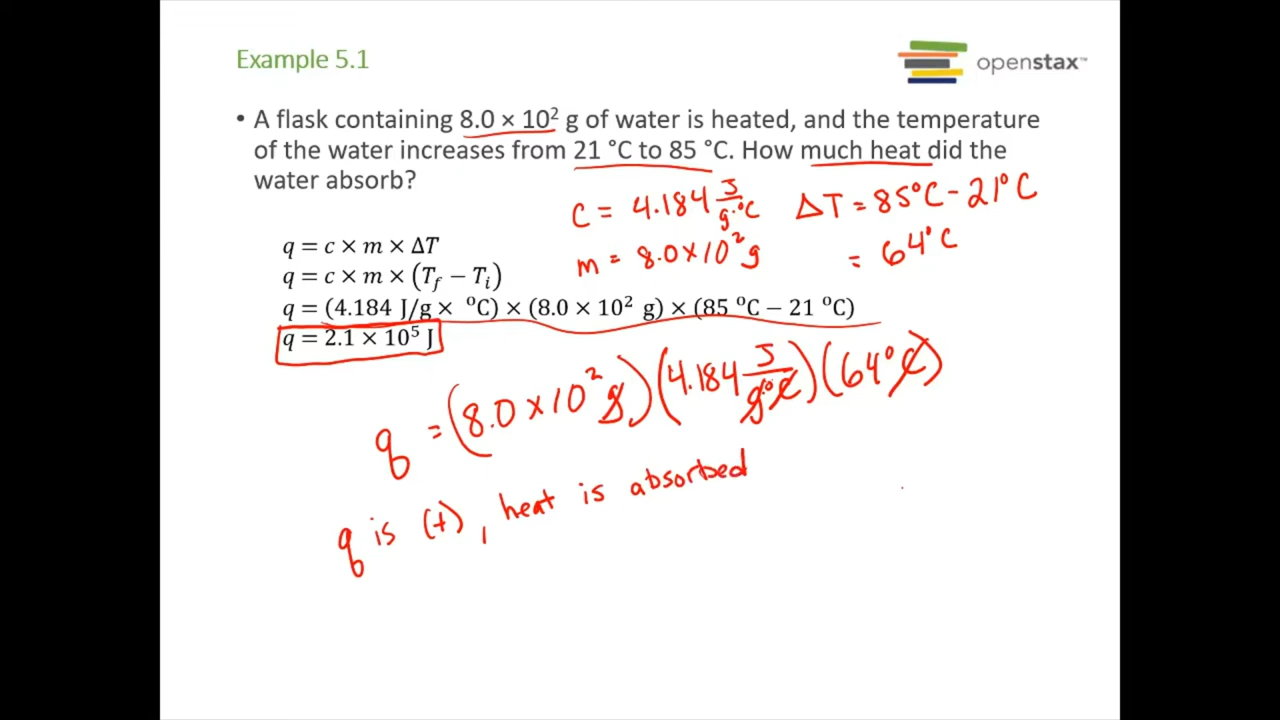 Example 5.1
openstax™
• A flask containing 8.0 × 10² g of water is heated, and the temperature
of the water increases from 21 °C to 85 °C. How much heat did the
water absorb?
C = 4.184 J/g·°C
ΔT = 85°C - 21°C
m = 8.0 × 10² g
= 64°C
q = c × m × ΔT
q = c × m × (T_f − T_i)
q = (4.184 J/g × °C) × (8.0 × 10² g) × (85 °C − 21 °C)
q = 2.1 × 10⁵ J
q = (8.0 × 10² g)(4.184 J/g·°C)(64°C)
q is (+), heat is absorbed